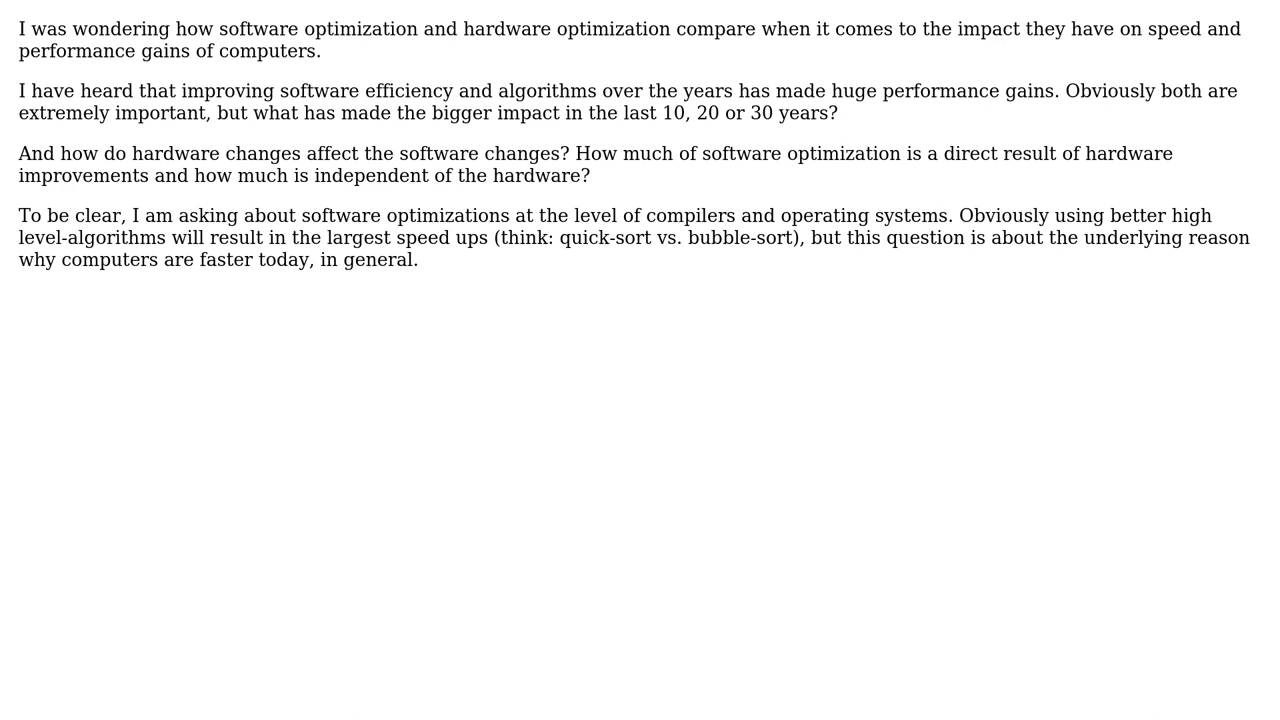 I was wondering how software optimization and hardware optimization compare when it comes to the impact they have on speed and
performance gains of computers.
I have heard that improving software efficiency and algorithms over the years has made huge performance gains. Obviously both are
extremely important, but what has made the bigger impact in the last 10, 20 or 30 years?
And how do hardware changes affect the software changes? How much of software optimization is a direct result of hardware
improvements and how much is independent of the hardware?
To be clear, I am asking about software optimizations at the level of compilers and operating systems. Obviously using better high
level-algorithms will result in the largest speed ups (think: quick-sort vs. bubble-sort), but this question is about the underlying reason
why computers are faster today, in general.